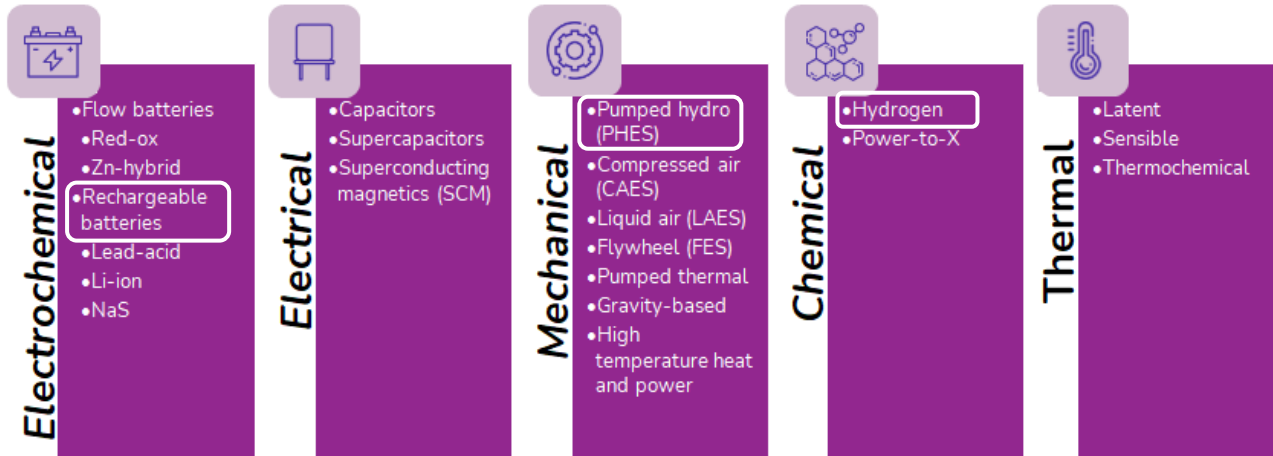 Electrochemical
•Flow batteries
•Red-ox
•Zn-hybrid
•Rechargeable
batteries
•Lead-acid
•Li-ion
•NaS
Electrical
•Capacitors
•Supercapacitors
•Superconducting
magnetics (SCM)
Mechanical
•Pumped hydro
(PHES)
•Compressed air
(CAES)
•Liquid air (LAES)
•Flywheel (FES)
•Pumped thermal
•Gravity-based
•High
temperature heat
and power
Chemical
•Hydrogen
•Power-to-X
Thermal
•Latent
•Sensible
•Thermochemical